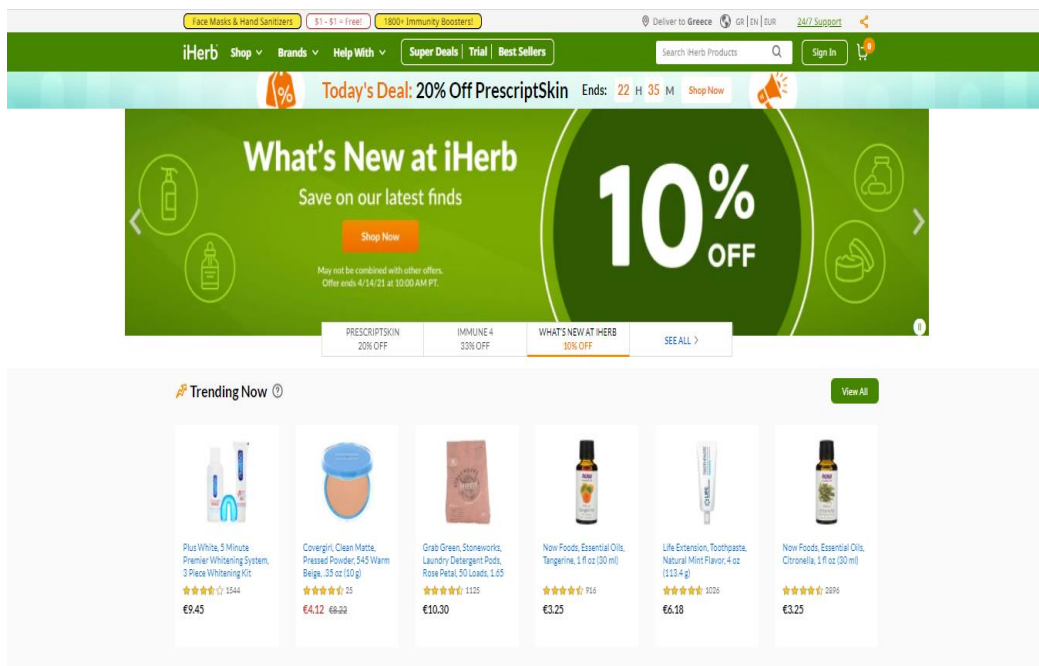 Face Masks & Hand Sanitizers
$1 - $1 = Free!
1800+ Immunity Boosters!
Deliver to Greece
GR | EN | EUR
24/7 Support
iHerb
Shop
Brands
Help With
Super Deals | Trial | Best Sellers
Search iHerb Products
Sign In
0
Today's Deal: 20% Off PrescriptSkin
Ends: 22 H 35 M
Shop Now
What's New at iHerb
Save on our latest finds
Shop Now
May not be combined with other offers.
Offer ends 4/14/21 at 10:00 AM PT.
10%
OFF
PRESCRIPTSKIN
20% OFF
IMMUNE 4
33% OFF
WHAT'S NEW AT IHERB
10% OFF
SEE ALL
Trending Now
View All
Plus White, 5 Minute
Premier Whitening System,
3 Piece Whitening Kit
1544
€9.45
Covergirl, Clean Matte,
Pressed Powder, 545 Warm
Beige, .35 oz (10 g)
25
€4.12 €8.22
Grab Green, Stoneworks,
Laundry Detergent Pods,
Rose Petal, 50 Loads, 1.65
1125
€10.30
Now Foods, Essential Oils,
Tangerine, 1 fl oz (30 ml)
916
€3.25
Life Extension, Toothpaste,
Natural Mint Flavor, 4 oz
(113.4 g)
1026
€6.18
Now Foods, Essential Oils,
Citronella, 1 fl oz (30 ml)
2896
€3.25